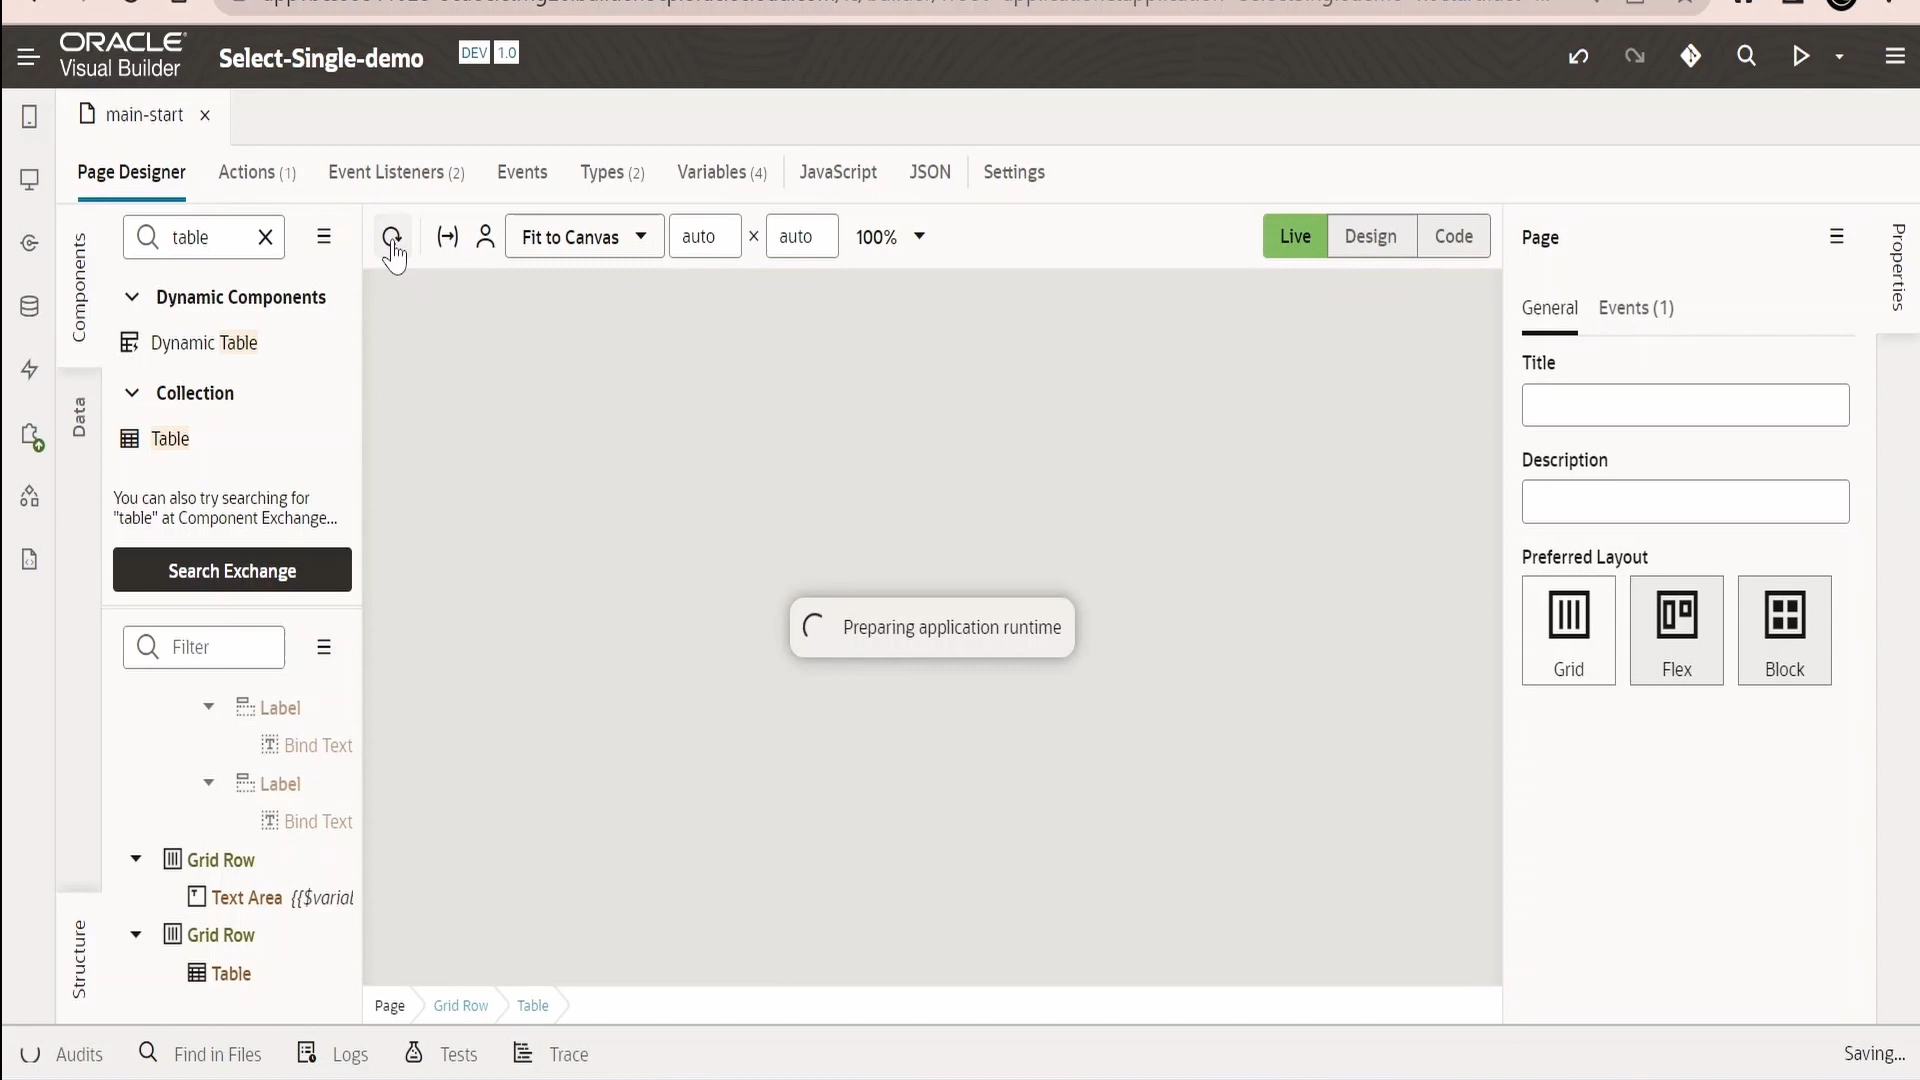 ORACLE
Visual Builder
Select-Single-demo
DEV 1.0
main-start
Page Designer
Actions (1)
Event Listeners (2)
Events
Types (2)
Variables (4)
JavaScript
JSON
Settings
Components
Data
Structure
table
Dynamic Components
Dynamic Table
Collection
Table
You can also try searching for
"table" at Component Exchange...
Search Exchange
Filter
Label
Bind Text
Label
Bind Text
Grid Row
Text Area {{$varial
Grid Row
Table
Fit to Canvas
auto × auto
100%
Live
Design
Code
Preparing application runtime
Page
Grid Row
Table
Page
Properties
General
Events (1)
Title
Description
Preferred Layout
Grid
Flex
Block
Audits
Find in Files
Logs
Tests
Trace
Saving...